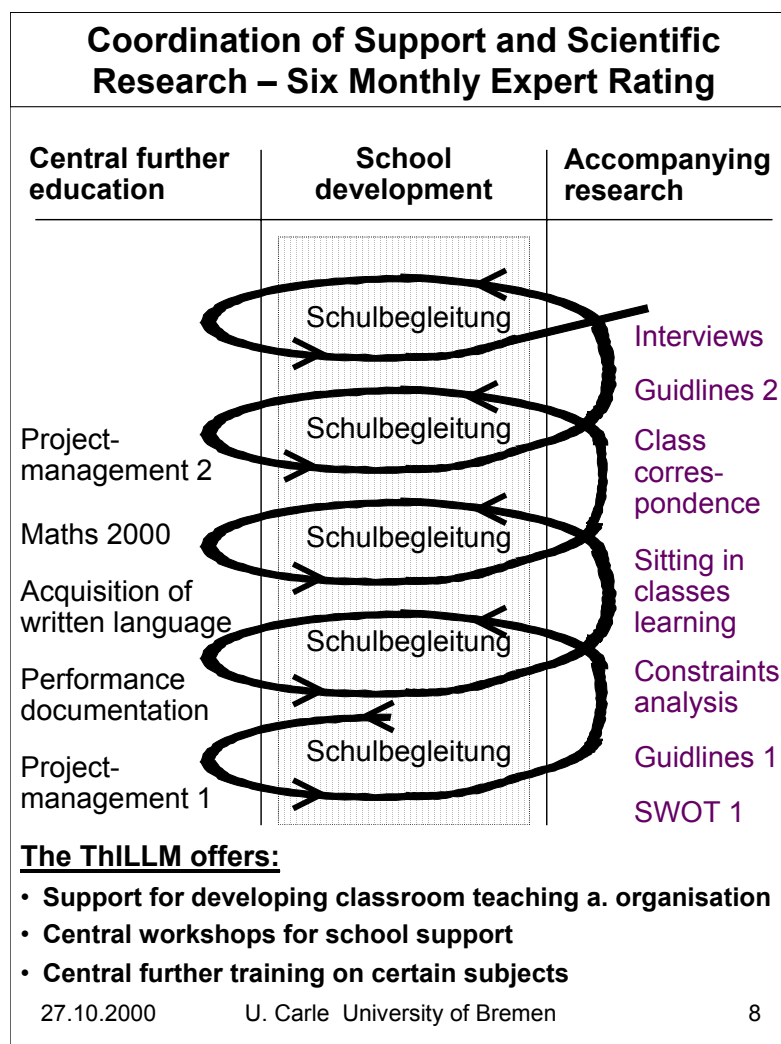 Coordination of Support and Scientific
Research – Six Monthly Expert Rating
Central further
education
School
development
Accompanying
research
Project-
management 2
Maths 2000
Acquisition of
written language
Performance
documentation
Project-
management 1
Schulbegleitung
Schulbegleitung
Schulbegleitung
Schulbegleitung
Schulbegleitung
Interviews
Guidlines 2
Class
corres-
pondence
Sitting in
classes
learning
Constraints
analysis
Guidlines 1
SWOT 1
The ThILLM offers:
• Support for developing classroom teaching a. organisation
• Central workshops for school support
• Central further training on certain subjects
27.10.2000 U. Carle University of Bremen 8